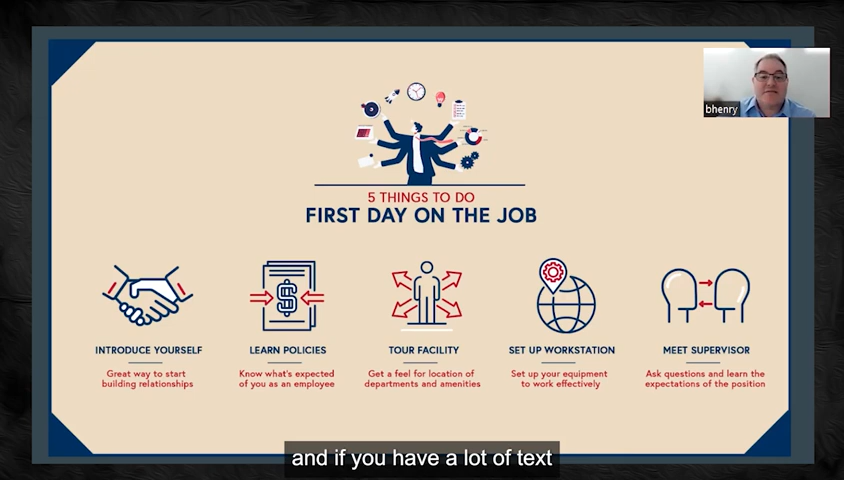 bhenry
5 THINGS TO DO
FIRST DAY ON THE JOB
INTRODUCE YOURSELF
Great way to start
building relationships
LEARN POLICIES
Know what's expected
of you as an employee
TOUR FACILITY
Get a feel for location of
departments and amenities
SET UP WORKSTATION
Set up your equipment
to work effectively
MEET SUPERVISOR
Ask questions and learn the
expectations of the position
and if you have a lot of text